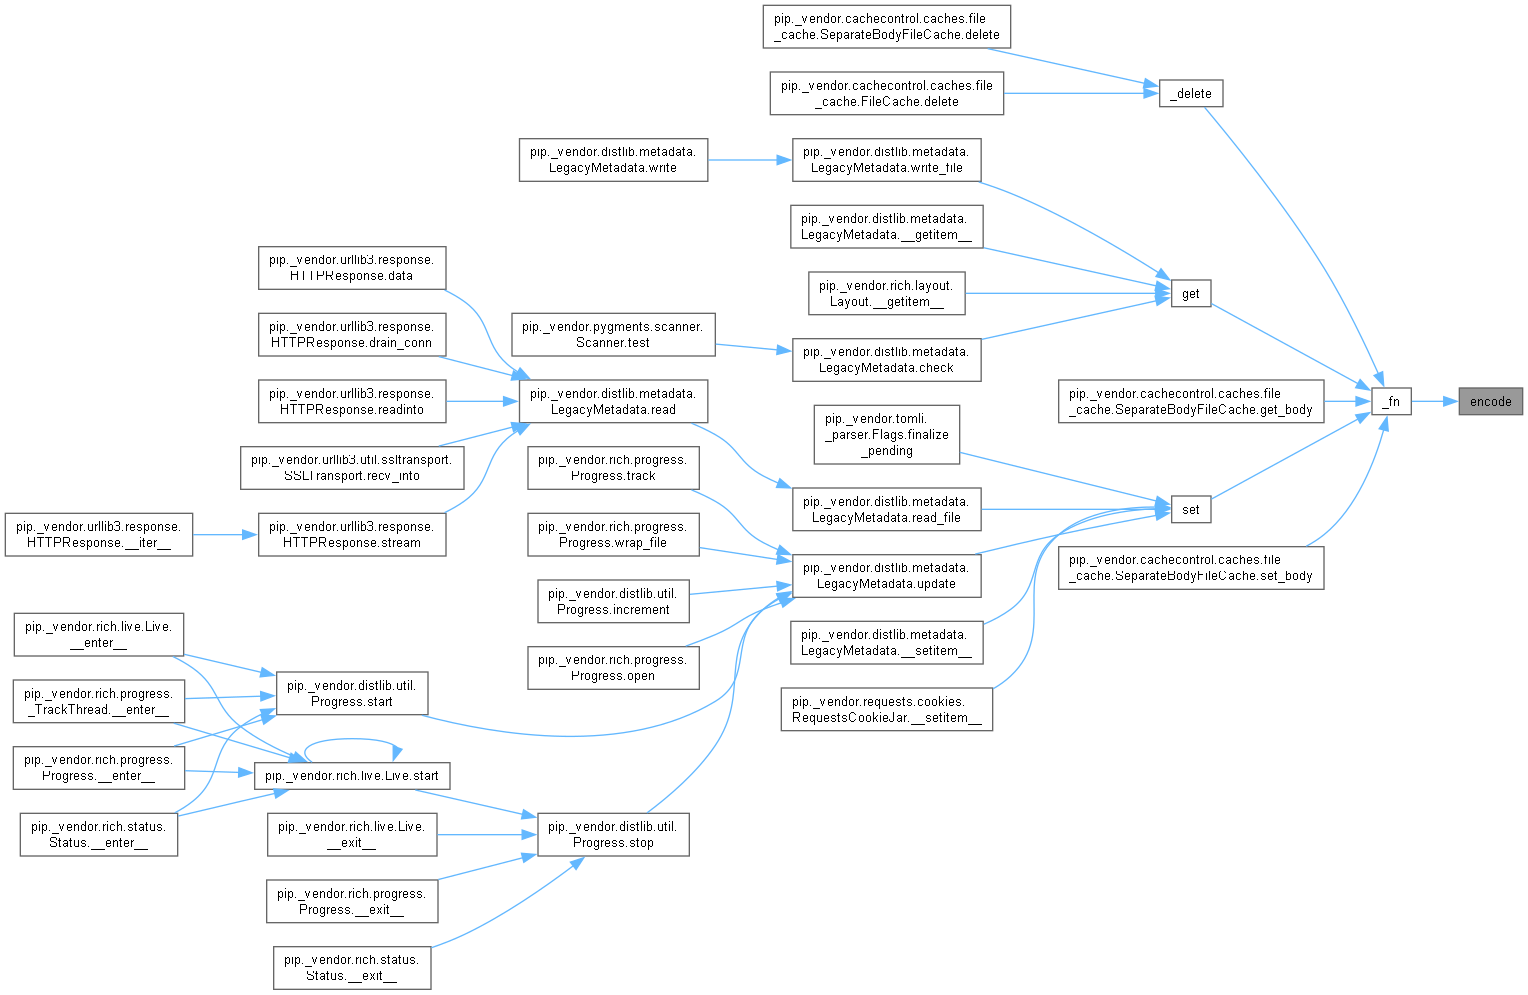 pip._vendor.cachecontrol.caches.file
_cache.SeparateBodyFileCache.delete
pip._vendor.cachecontrol.caches.file
_cache.FileCache.delete
_delete
pip._vendor.distlib.metadata.
LegacyMetadata.write
pip._vendor.distlib.metadata.
LegacyMetadata.write_file
pip._vendor.distlib.metadata.
LegacyMetadata.__getitem__
pip._vendor.urllib3.response.
HTTPResponse.data
pip._vendor.rich.layout.
Layout.__getitem__
get
pip._vendor.urllib3.response.
HTTPResponse.drain_conn
pip._vendor.pygments.scanner.
Scanner.test
pip._vendor.distlib.metadata.
LegacyMetadata.check
pip._vendor.urllib3.response.
HTTPResponse.readinto
pip._vendor.distlib.metadata.
LegacyMetadata.read
pip._vendor.cachecontrol.caches.file
_cache.SeparateBodyFileCache.get_body
_fn
encode
pip._vendor.tomli.
_parser.Flags.finalize
_pending
pip._vendor.urllib3.util.ssltransport.
SSLTransport.recv_into
pip._vendor.rich.progress.
Progress.track
pip._vendor.distlib.metadata.
LegacyMetadata.read_file
set
pip._vendor.urllib3.response.
HTTPResponse.__iter__
pip._vendor.urllib3.response.
HTTPResponse.stream
pip._vendor.rich.progress.
Progress.wrap_file
pip._vendor.distlib.metadata.
LegacyMetadata.update
pip._vendor.cachecontrol.caches.file
_cache.SeparateBodyFileCache.set_body
pip._vendor.distlib.util.
Progress.increment
pip._vendor.rich.live.Live.
__enter__
pip._vendor.distlib.metadata.
LegacyMetadata.__setitem__
pip._vendor.rich.progress.
Progress.open
pip._vendor.rich.progress.
_TrackThread.__enter__
pip._vendor.distlib.util.
Progress.start
pip._vendor.requests.cookies.
RequestsCookieJar.__setitem__
pip._vendor.rich.progress.
Progress.__enter__
pip._vendor.rich.live.Live.start
pip._vendor.rich.status.
Status.__enter__
pip._vendor.rich.live.Live.
__exit__
pip._vendor.distlib.util.
Progress.stop
pip._vendor.rich.progress.
Progress.__exit__
pip._vendor.rich.status.
Status.__exit__